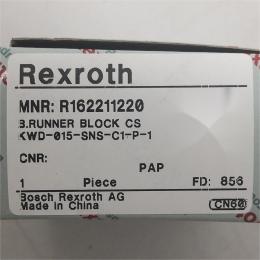 Rexroth
MNR: R162211220
B.RUNNER BLOCK CS
KWD-015-SNS-C1-P-1
CNR:
PAP
1 Piece FD: 856
Bosch Rexroth AG
Made in China CN60